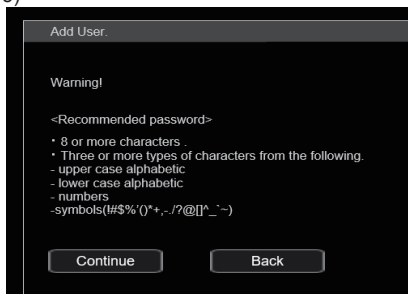 Add User.
Warning!
<Recommended password>
・8 or more characters .
・Three or more types of characters from the following.
- upper case alphabetic
- lower case alphabetic
- numbers
-symbols(!#$%'()*+,-./?@[]^_`~)
Continue Back